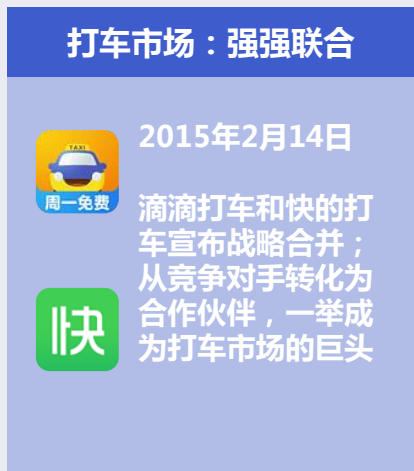 打车市场：强强联合
2015年2月14日
TAXI
周一免费
滴滴打车和快的打
车宣布战略合并；
从竞争对手转化为
合作伙伴，一举成
为打车市场的巨头
快